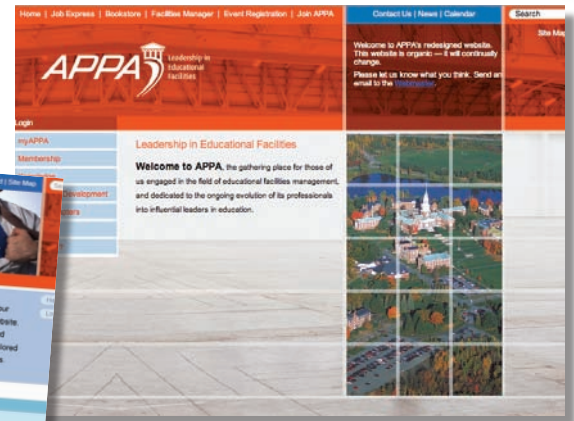 Home | Job Express | Bookstore | Facilities Manager | Event Registration | Join APPA
Contact Us | News | Calendar
Search
Site Map
APPA
Leadership in
Educational
Facilities
Welcome to APPA's redesigned website.
This website is organic — it will continually
change.
Please let us know what you think. Send an
email to the Webmaster.
Login
myAPPA
Membership
Development
Leadership in Educational Facilities
Welcome to APPA, the gathering place for those of
us engaged in the field of educational facilities management,
and dedicated to the ongoing evolution of its professionals
into influential leaders in education.
Site Map